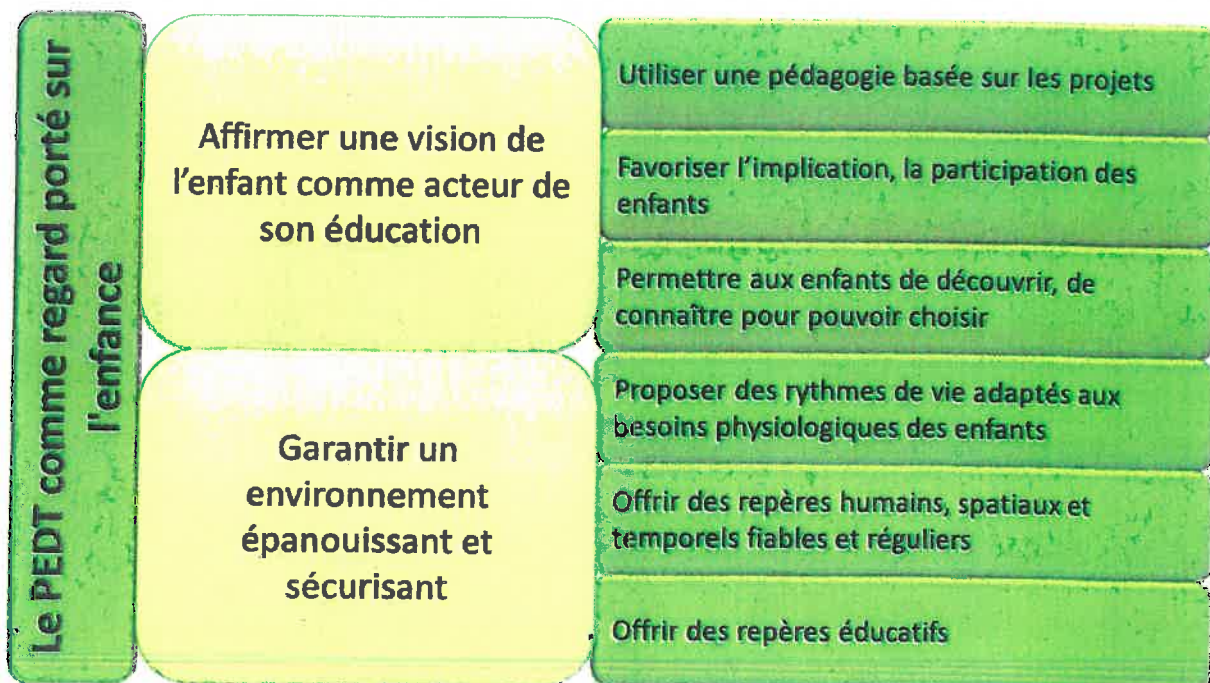 Le PEDT comme regard porté sur
l'enfance
Affirmer une vision de
l'enfant comme acteur de
son éducation
Utiliser une pédagogie basée sur les projets
Favoriser l'implication, la participation des
enfants
Permettre aux enfants de découvrir, de
connaître pour pouvoir choisir
Garantir un
environnement
épanouissant et
sécurisant
Proposer des rythmes de vie adaptés aux
besoins physiologiques des enfants
Offrir des repères humains, spatiaux et
temporels fiables et réguliers
Offrir des repères éducatifs